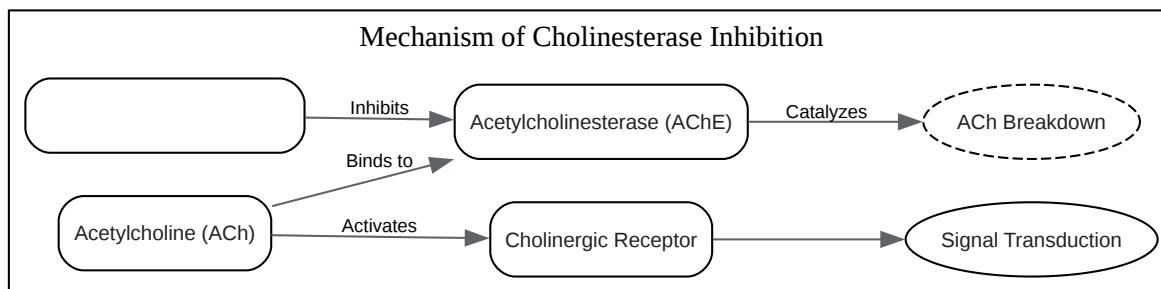 Mechanism of Cholinesterase Inhibition
Inhibits
Acetylcholinesterase (AChE)
Catalyzes
ACh Breakdown
Binds to
Acetylcholine (ACh)
Activates
Cholinergic Receptor
Signal Transduction